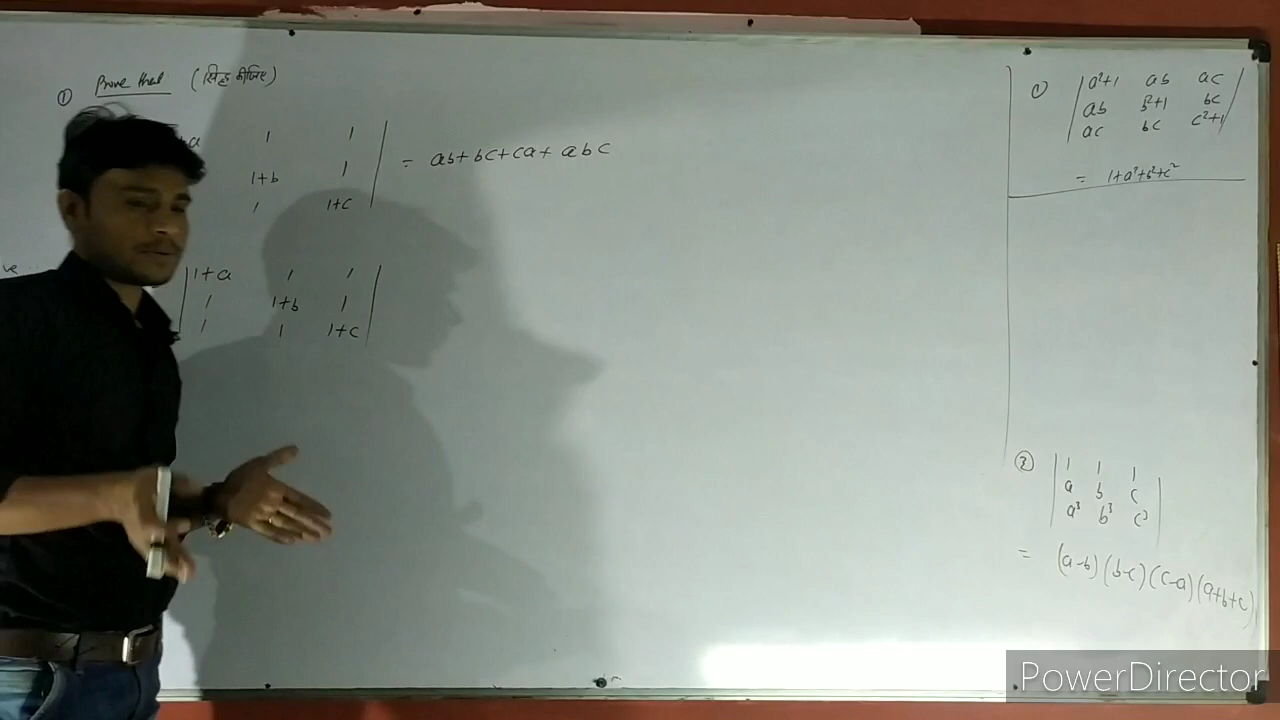 ① Prove that (सिद्ध कीजिए)
+a 1 1
1+b 1 = ab+bc+ca+abc
1 1+c
ve
|1+a 1 1|
|1 1+b 1|
|1 1 1+c|
① |a²+1 ab ac|
|ab b²+1 bc|
|ac bc c²+1|
= 1+a²+b²+c²
② |1 1 1|
|a b c|
|a³ b³ c³|
= (a-b)(b-c)(c-a)(a+b+c)
PowerDirector